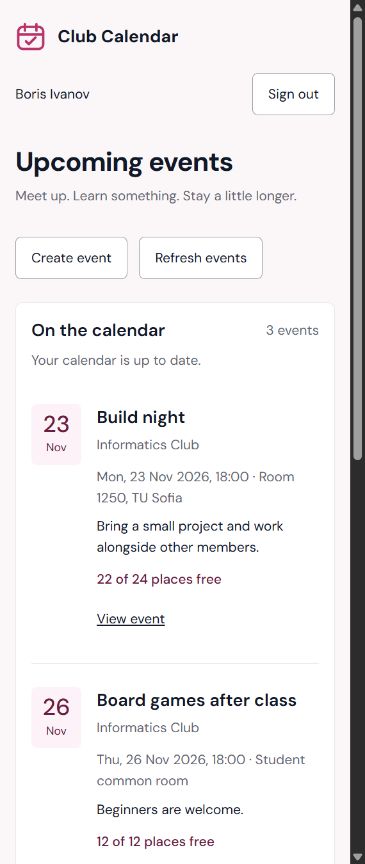 Club Calendar
Boris Ivanov
Sign out
Upcoming events
Meet up. Learn something. Stay a little longer.
Create event
Refresh events
On the calendar
3 events
Your calendar is up to date.
23
Nov
Build night
Informatics Club
Mon, 23 Nov 2026, 18:00 · Room
1250, TU Sofia
Bring a small project and work
alongside other members.
22 of 24 places free
View event
26
Nov
Board games after class
Informatics Club
Thu, 26 Nov 2026, 18:00 · Student
common room
Beginners are welcome.
12 of 12 places free